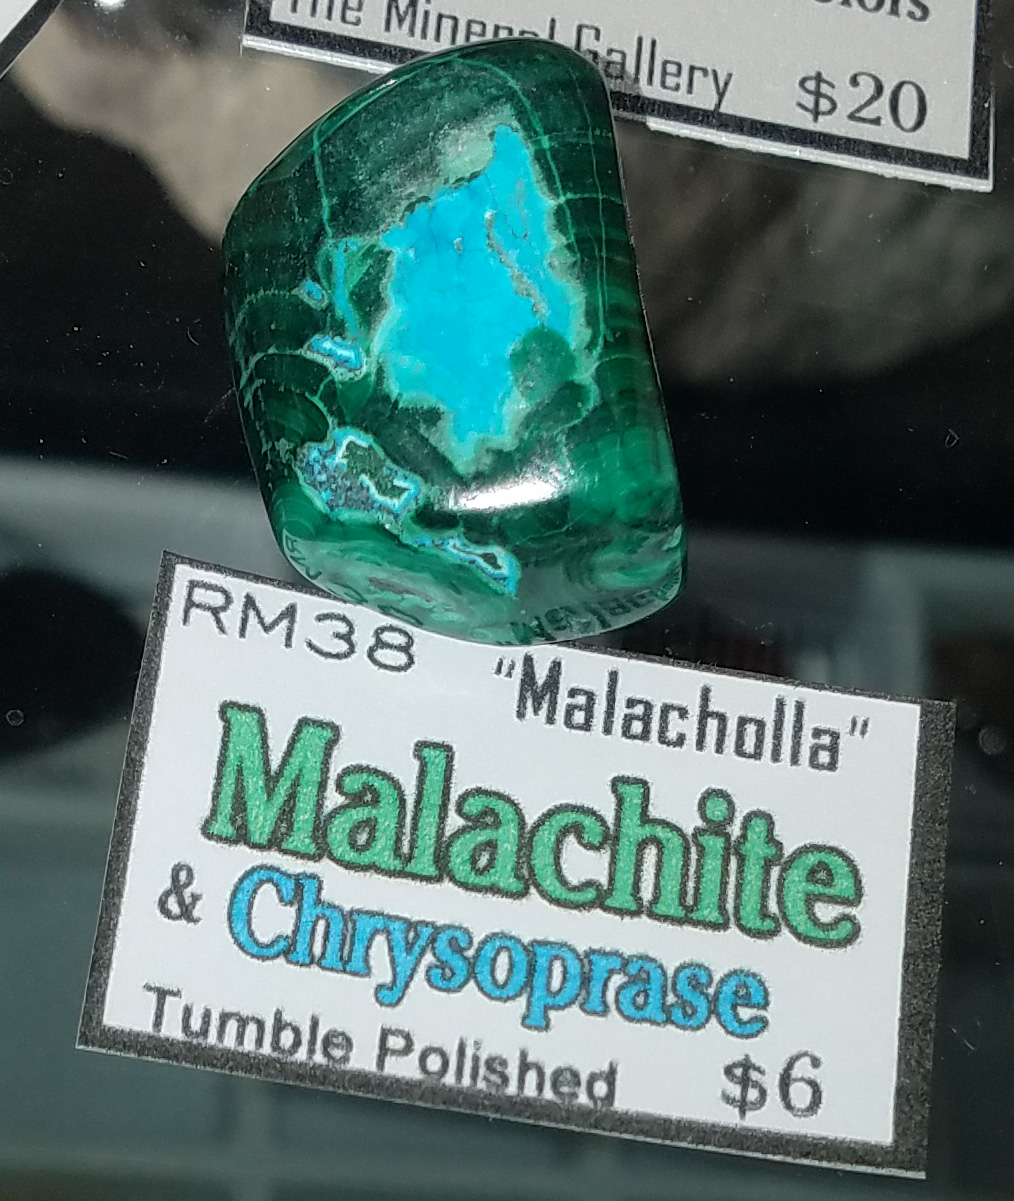 The Mineral Gallery $20
RM38
"Malacholla"
Malachite
& Chrysoprase
Tumble Polished $6